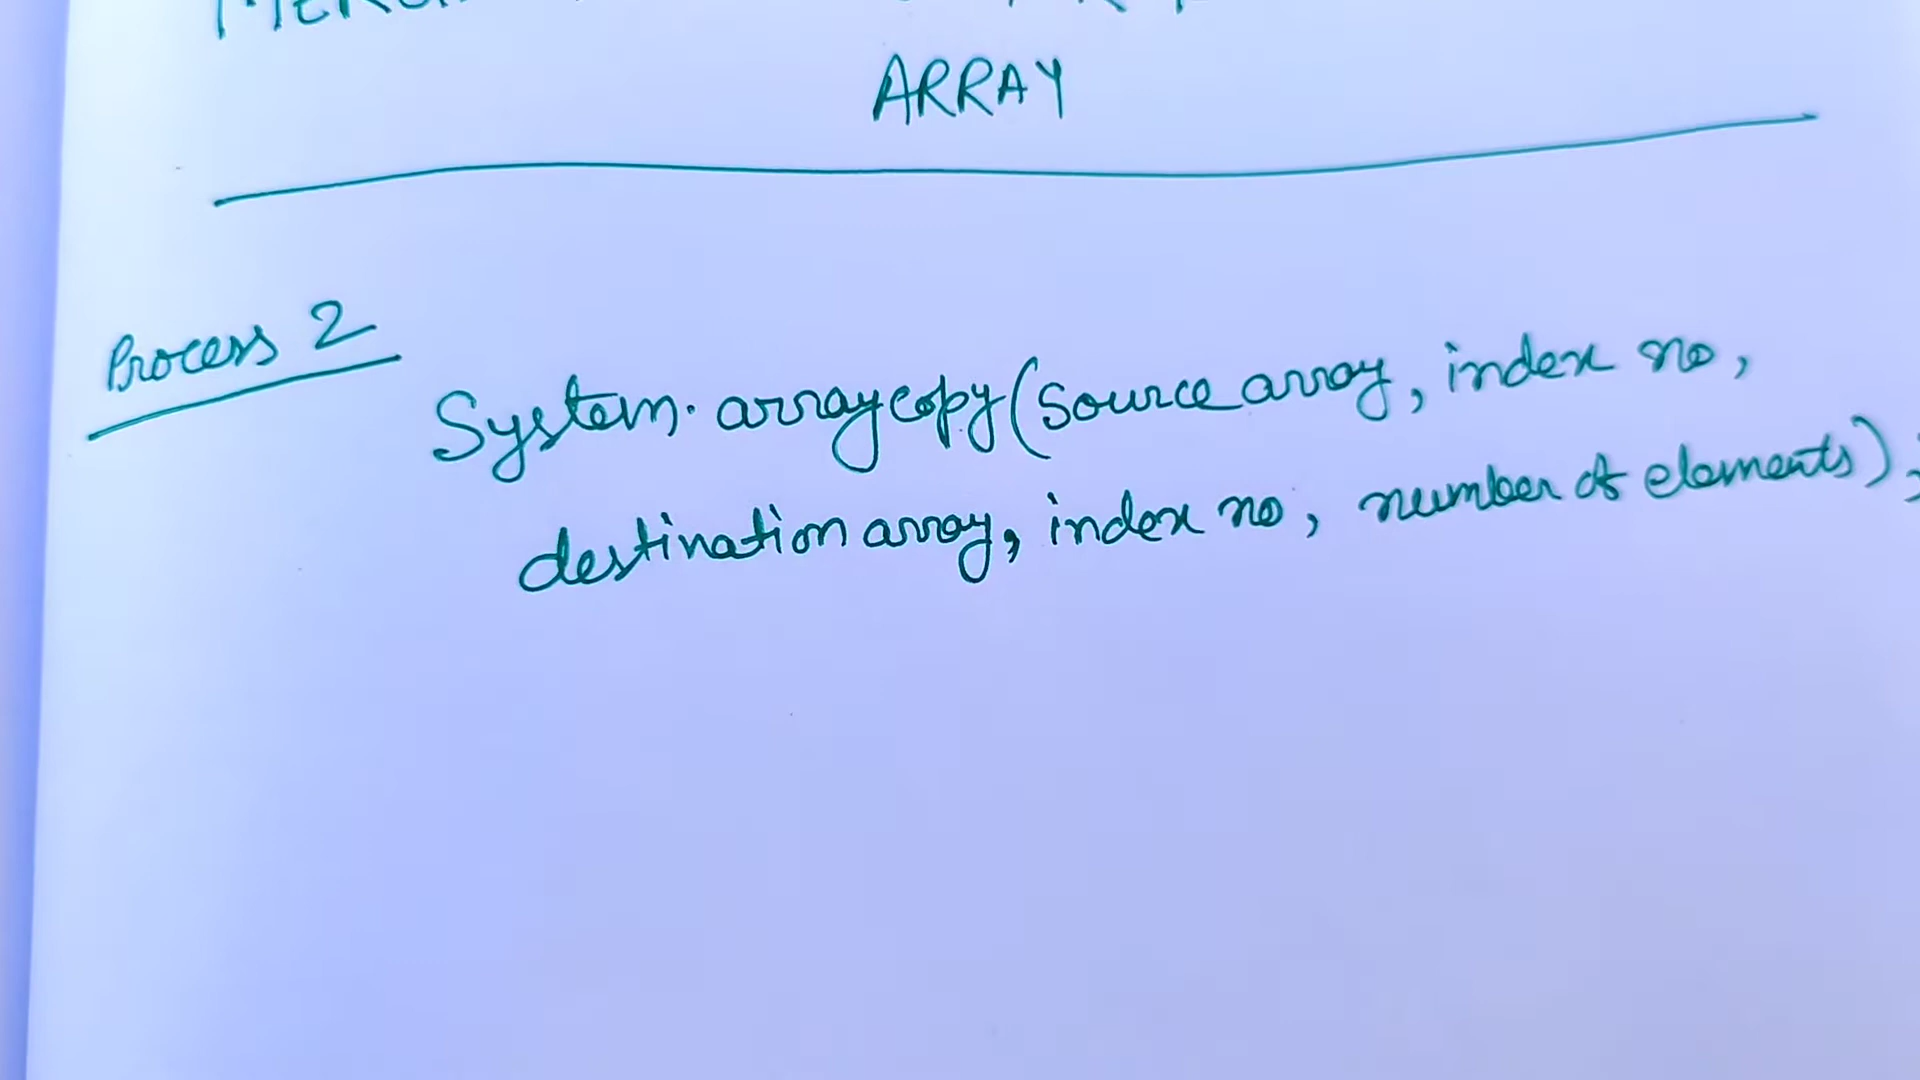 ARRAY
Process 2
System.arraycopy(Source array, index no,
destination array, index no, number of elements);